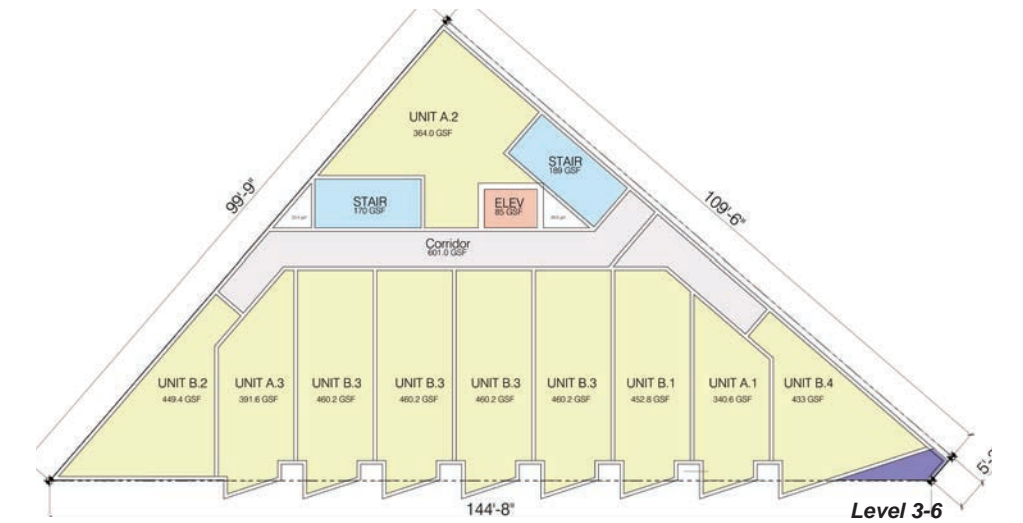 UNIT A.2
364.0 GSF
99'-9"
109'-6"
STAIR
189 GSF
STAIR
170 GSF
ELEV
85 GSF
Corridor
601.0 GSF
UNIT B.2
449.4 GSF
UNIT A.3
391.6 GSF
UNIT B.3
460.2 GSF
UNIT B.3
460.2 GSF
UNIT B.3
460.2 GSF
UNIT B.3
460.2 GSF
UNIT B.1
452.8 GSF
UNIT A.1
340.6 GSF
UNIT B.4
433 GSF
144'-8"
Level 3-6